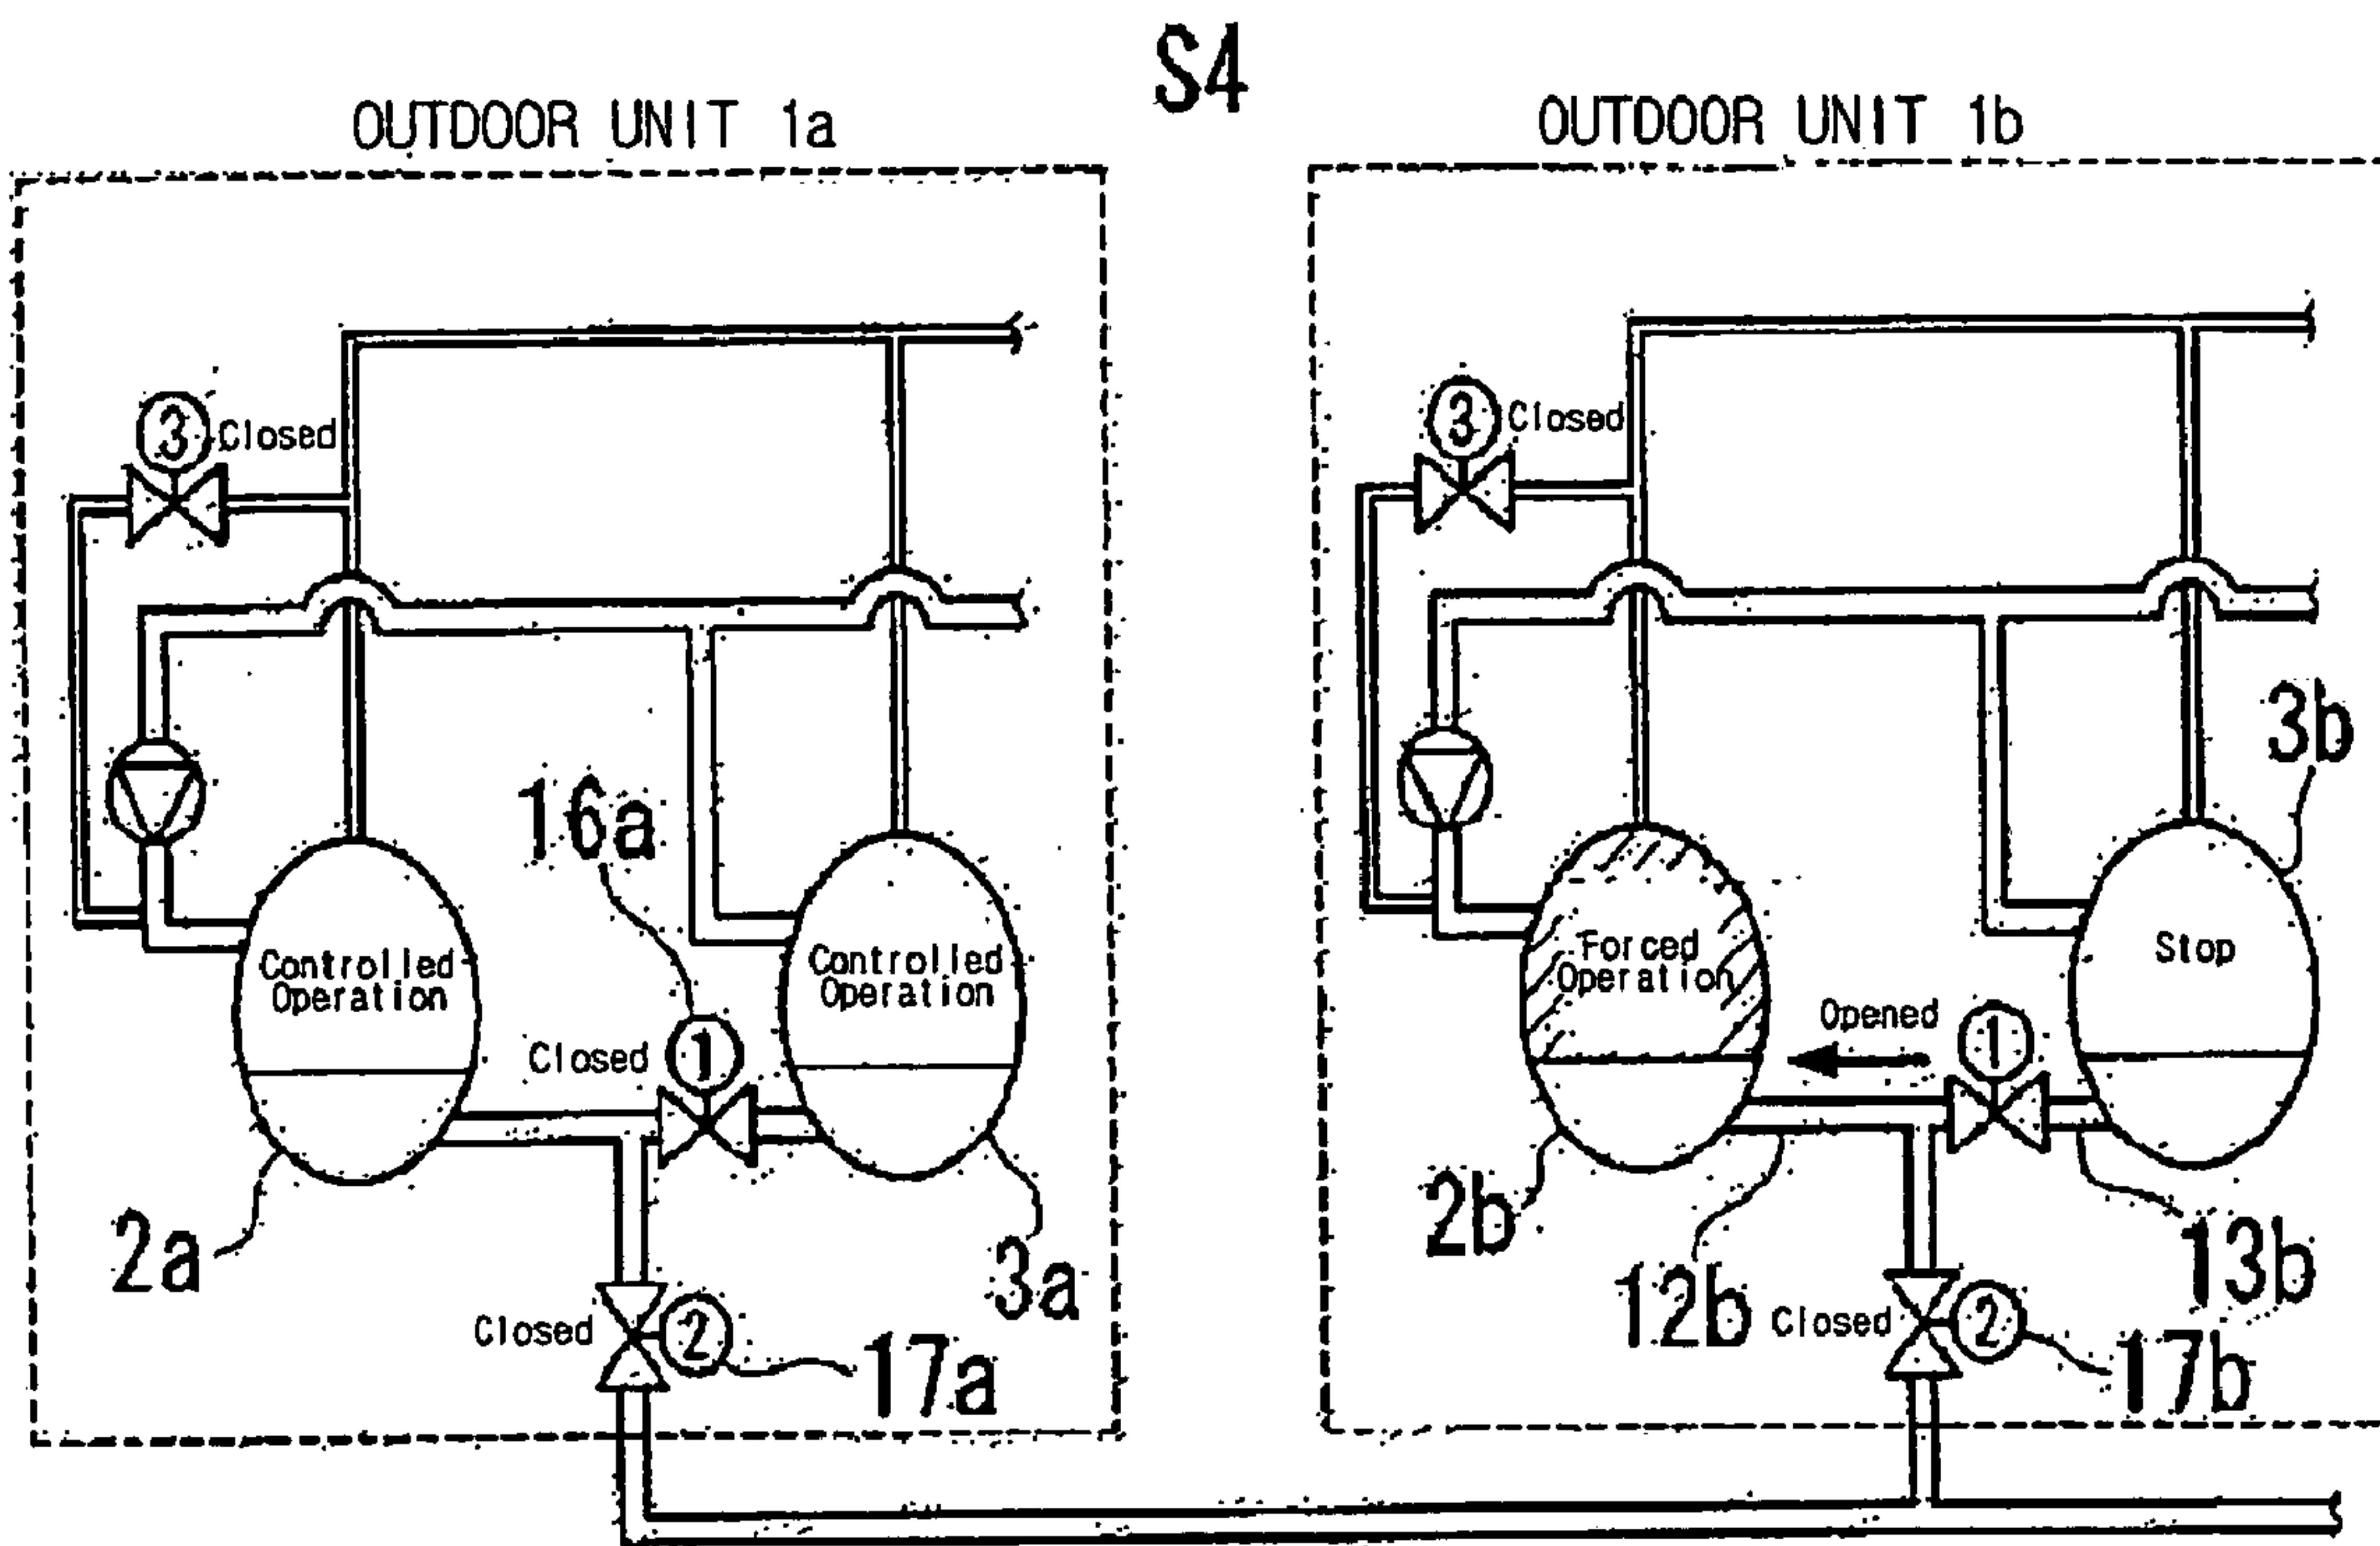 S4
OUTDOOR UNIT 1a
OUTDOOR UNIT 1b
3 Closed
3 Closed
16a
3b
Controlled
Operation
Controlled
Operation
Forced
Operation
Stop
Opened
Closed 1
1
2a
3a
2b
12b
13b
Closed 2
17a
Closed 2
17b